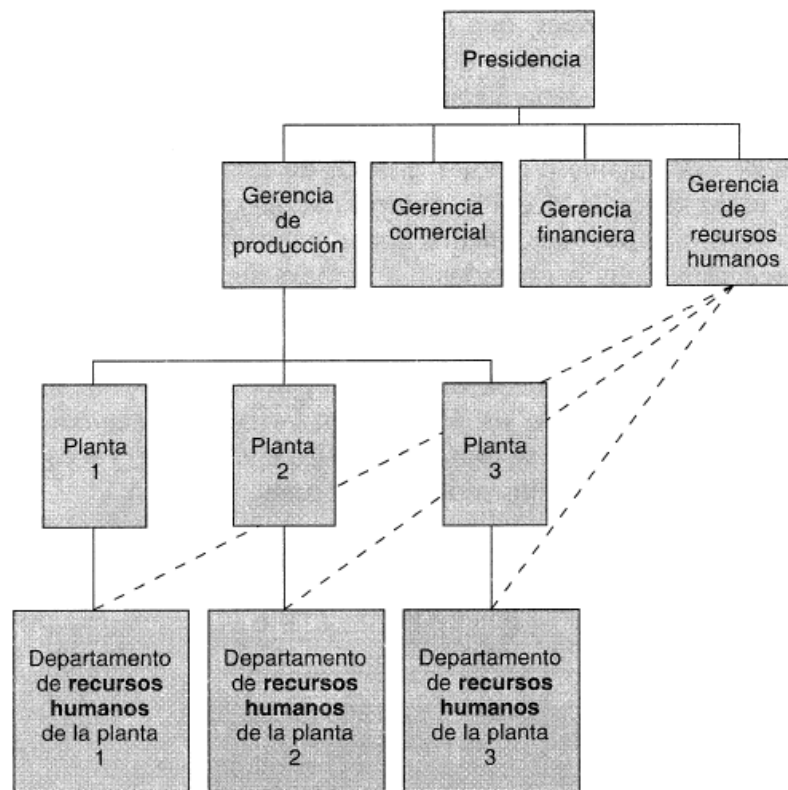 Presidencia
Gerencia
de
producción
Gerencia
comercial
Gerencia
financiera
Gerencia
de
recursos
humanos
Planta
1
Planta
2
Planta
3
Departamento
de recursos
humanos
de la planta
1
Departamento
de recursos
humanos
de la planta
2
Departamento
de recursos
humanos
de la planta
3